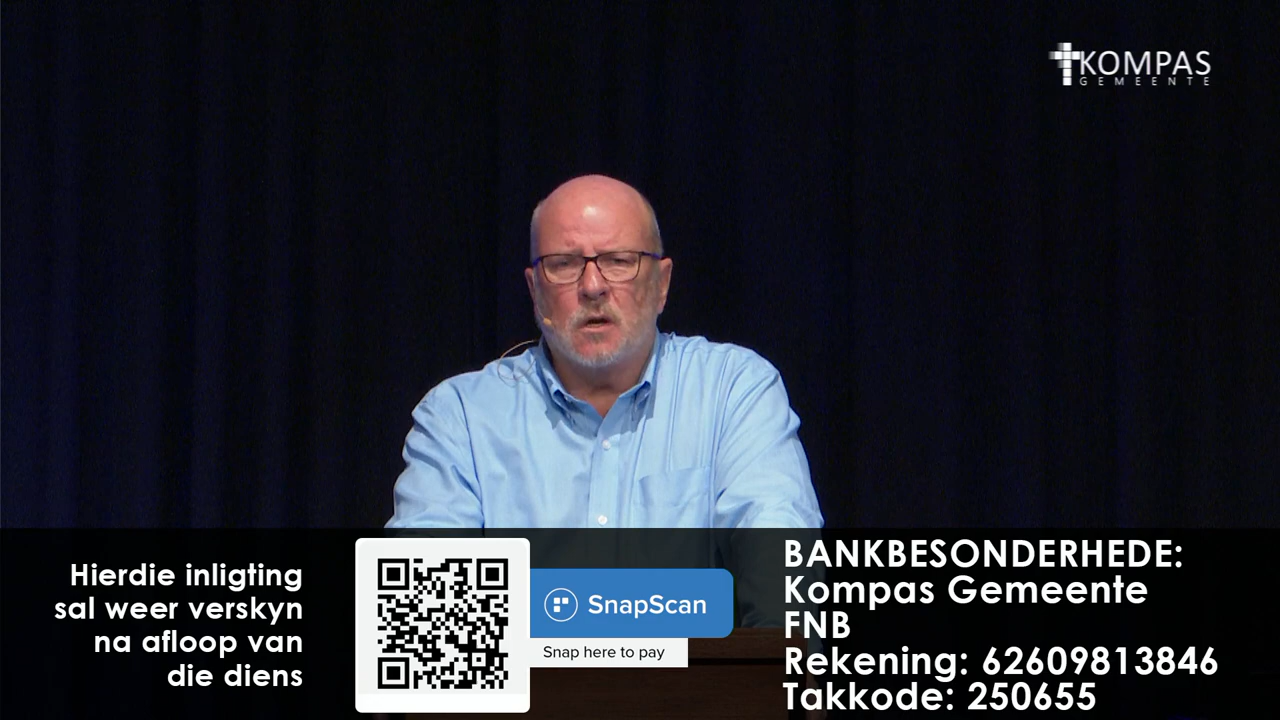 KOMPAS
GEMEENTE
Hierdie inligting
sal weer verskyn
na afloop van
die diens
SnapScan
Snap here to pay
BANKBESONDERHEDE:
Kompas Gemeente
FNB
Rekening: 62609813846
Takkode: 250655